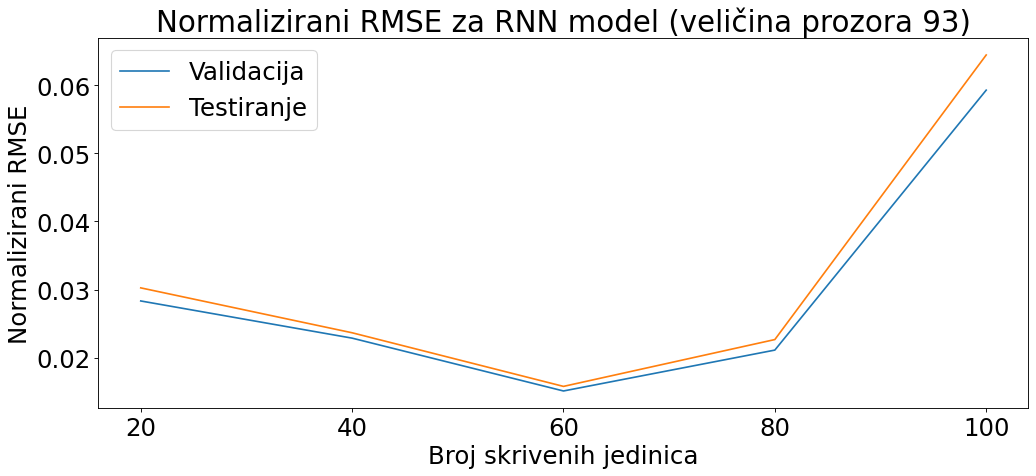 Normalizirani RMSE za RNN model (veličina prozora 93)
Validacija
Testiranje
Normalizirani RMSE
0.06
0.05
0.04
0.03
0.02
20 40 60 80 100
Broj skrivenih jedinica